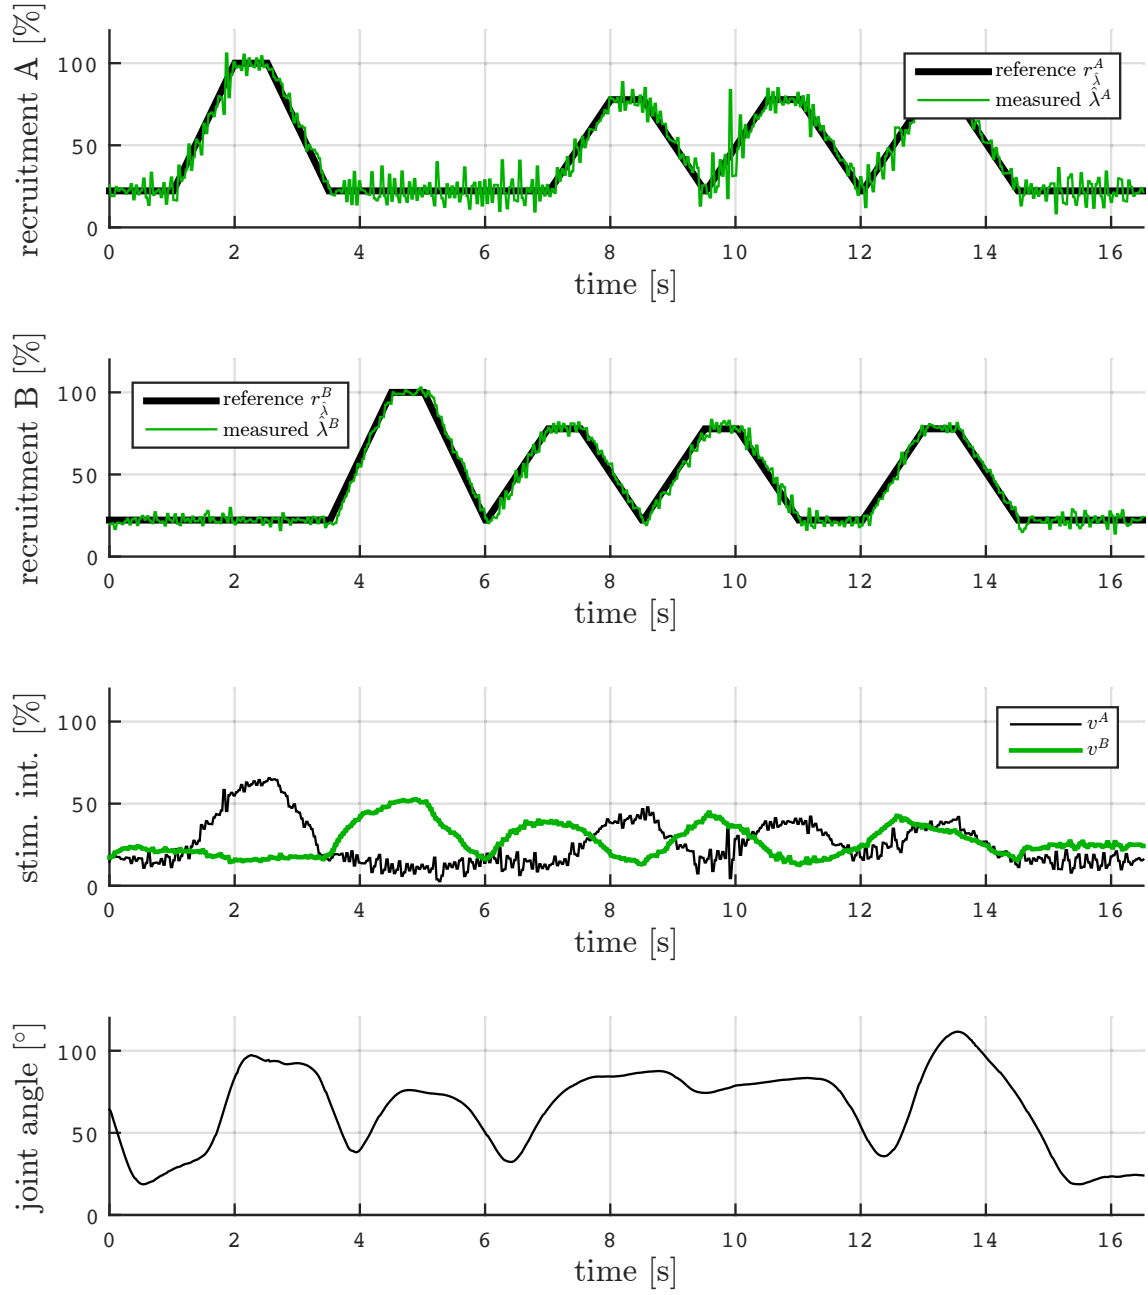 recruitment A [%]
100
50
0
reference r^A_λ̂
measured λ̂^A
0 2 4 6 8 10 12 14 16
time [s]
recruitment B [%]
100
50
0
reference r^B_λ̂
measured λ̂^B
0 2 4 6 8 10 12 14 16
time [s]
stim. int. [%]
100
50
0
v^A
v^B
0 2 4 6 8 10 12 14 16
time [s]
joint angle [°]
100
50
0
0 2 4 6 8 10 12 14 16
time [s]